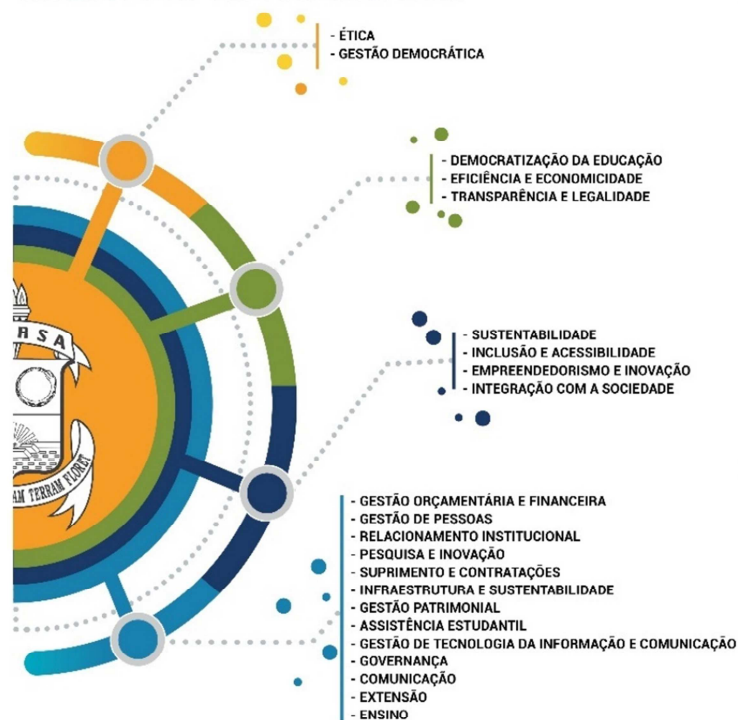 - ÉTICA
- GESTÃO DEMOCRÁTICA
- DEMOCRATIZAÇÃO DA EDUCAÇÃO
- EFICIÊNCIA E ECONOMICIDADE
- TRANSPARÊNCIA E LEGALIDADE
- SUSTENTABILIDADE
- INCLUSÃO E ACESSIBILIDADE
- EMPREENDEDORISMO E INOVAÇÃO
- INTEGRAÇÃO COM A SOCIEDADE
RSA
AM TERRAM FLORET
- GESTÃO ORÇAMENTÁRIA E FINANCEIRA
- GESTÃO DE PESSOAS
- RELACIONAMENTO INSTITUCIONAL
- PESQUISA E INOVAÇÃO
- SUPRIMENTO E CONTRATAÇÕES
- INFRAESTRUTURA E SUSTENTABILIDADE
- GESTÃO PATRIMONIAL
- ASSISTÊNCIA ESTUDANTIL
- GESTÃO DE TECNOLOGIA DA INFORMAÇÃO E COMUNICAÇÃO
- GOVERNANÇA
- COMUNICAÇÃO
- EXTENSÃO
- ENSINO